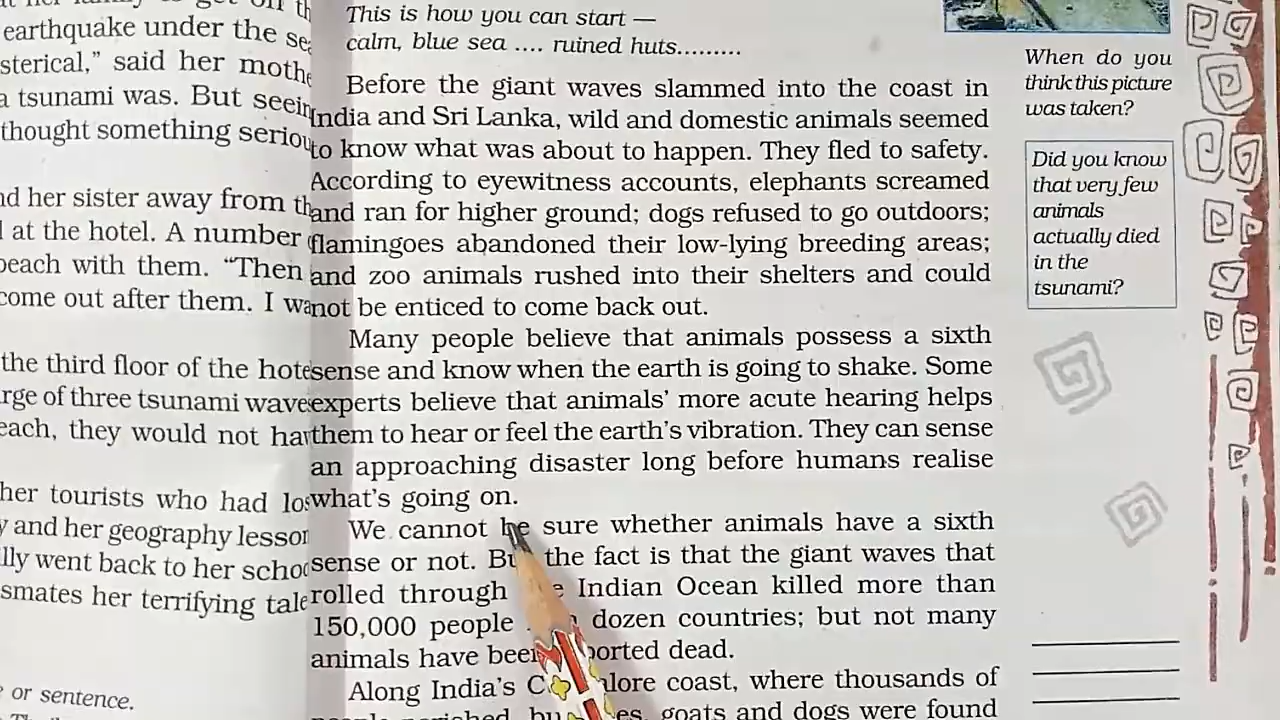 earthquake under the
sterical," said her
a tsunami was. But
thought something
her sister away from
at the hotel. A number
beach with them. "Then
come out after them. I
the third floor of the
of three tsunami
they would not
her tourists who had
and her geography
lly went back to her
smates her terrifying tale
or sentence.
This is how you can start —
calm, blue sea .... ruined huts.........
Before the giant waves slammed into the coast in
India and Sri Lanka, wild and domestic animals seemed
to know what was about to happen. They fled to safety.
According to eyewitness accounts, elephants screamed
and ran for higher ground; dogs refused to go outdoors;
flamingoes abandoned their low-lying breeding areas;
and zoo animals rushed into their shelters and could
not be enticed to come back out.
Many people believe that animals possess a sixth
sense and know when the earth is going to shake. Some
experts believe that animals' more acute hearing helps
them to hear or feel the earth's vibration. They can sense
an approaching disaster long before humans realise
what's going on.
We cannot be sure whether animals have a sixth
sense or not. But the fact is that the giant waves that
rolled through Indian Ocean killed more than
150,000 people dozen countries; but not many
animals have been dead.
Along India's coast, where thousands of
goats and dogs were found
When do you
think this picture
was taken?
Did you know
that very few
animals
actually died
in the
tsunami?